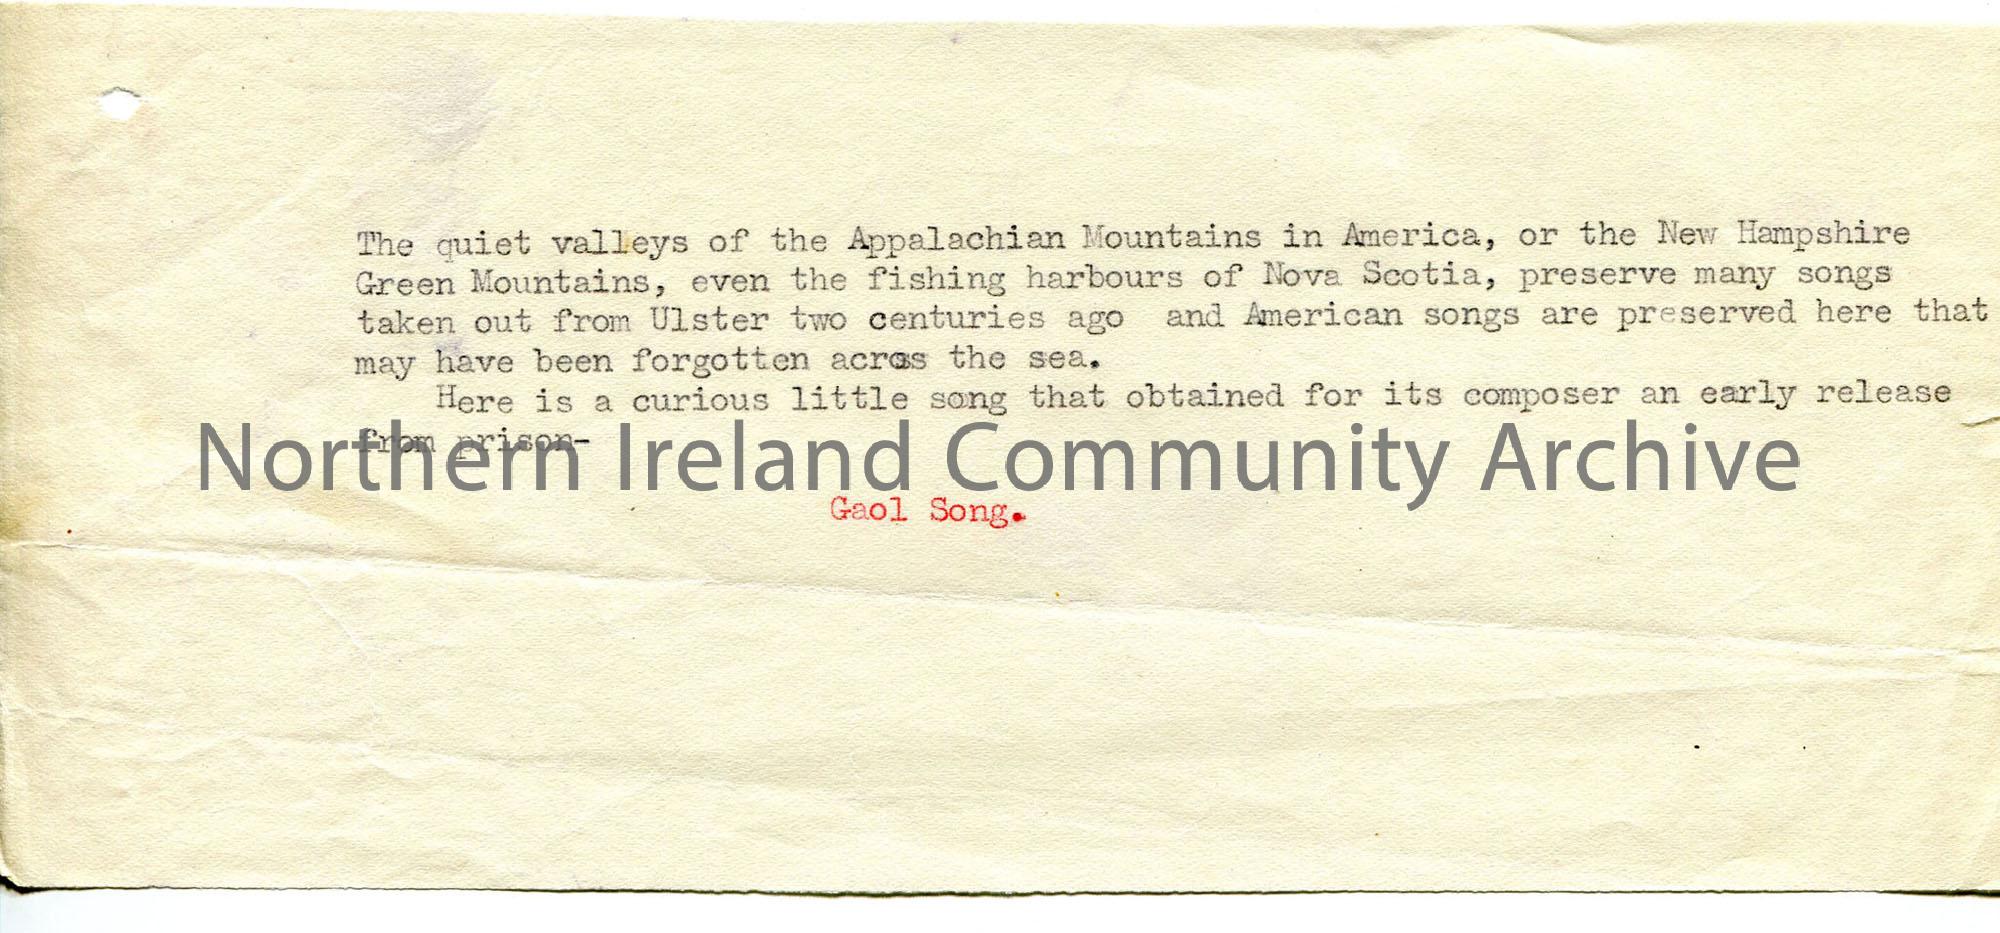 The quiet valleys of the Appalachian Mountains in America, or the New Hampshire
Green Mountains, even the fishing harbours of Nova Scotia, preserve many songs
taken out from Ulster two centuries ago and American songs are preserved here that
may have been forgotten across the sea.
Here is a curious little song that obtained for its composer an early release
from prison-
Northern Ireland Community Archive
Gaol Song.